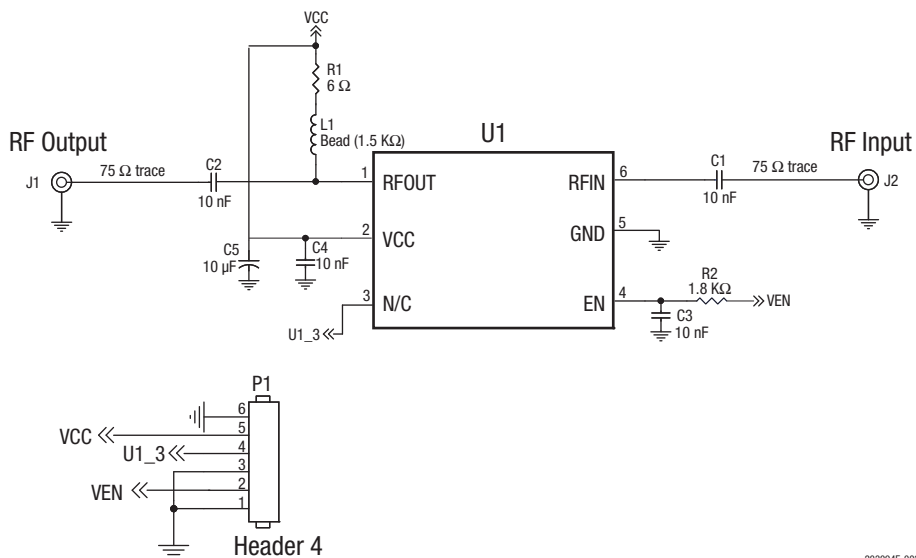 VCC
R1
6 Ω
L1
Bead (1.5 KΩ)
U1
RF Output
RF Input
J1
75 Ω trace
C2
10 nF
1
RFOUT
RFIN
6
C1
10 nF
75 Ω trace
J2
2
VCC
GND
5
C5
10 µF
C4
10 nF
3
N/C
EN
4
R2
1.8 KΩ
VEN
C3
10 nF
U1_3
P1
6
VCC
5
U1_3
4
3
VEN
2
1
Header 4